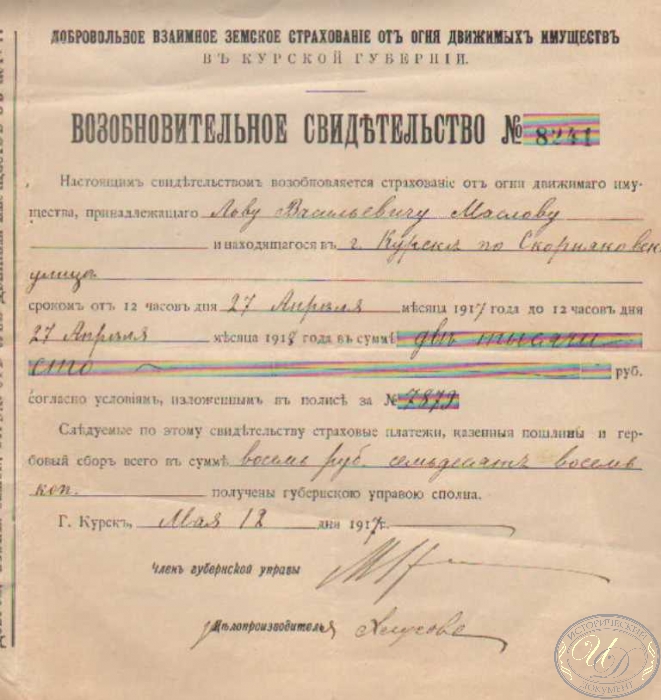 ДОБРОВОЛЬНОЕ ВЗАИМНОЕ ЗЕМСКОЕ СТРАХОВАНІЕ ОТЪ ОГНЯ ДВИЖИМЫХЪ ИМУЩЕСТВЪ
ВЪ КУРСКОЙ ГУБЕРНІИ.
ВОЗОБНОВИТЕЛЬНОЕ СВИДѢТЕЛЬСТВО № 8241
Настоящимъ свидѣтельствомъ возобновляется страхованіе отъ огня движимаго иму-
щества, принадлежащаго Льву Васильевичу Маслову
и находящагося въ г. Курскѣ по
улицѣ
срокомъ отъ 12 часовъ дня 27 Апрѣля мѣсяца 1917 года до 12 часовъ дня
27 Апрѣля мѣсяца 1918 года въ суммѣ двѣ тысячи
сто руб.
согласно условіямъ, изложеннымъ въ полисѣ за № 7879
Слѣдуемые по этому свидѣтельству страховые платежи, казенныя пошлины и гер-
бовый сборъ всего въ суммѣ восемь руб. семьдесятъ восемь
коп. получены губернскою управою сполна.
Г. Курскъ, Мая 12 дня 1917 г.
Членъ губернской управы
Дѣлопроизводитель
ИСТОРИЧЕСКИЙ
ДОКУМЕНТ